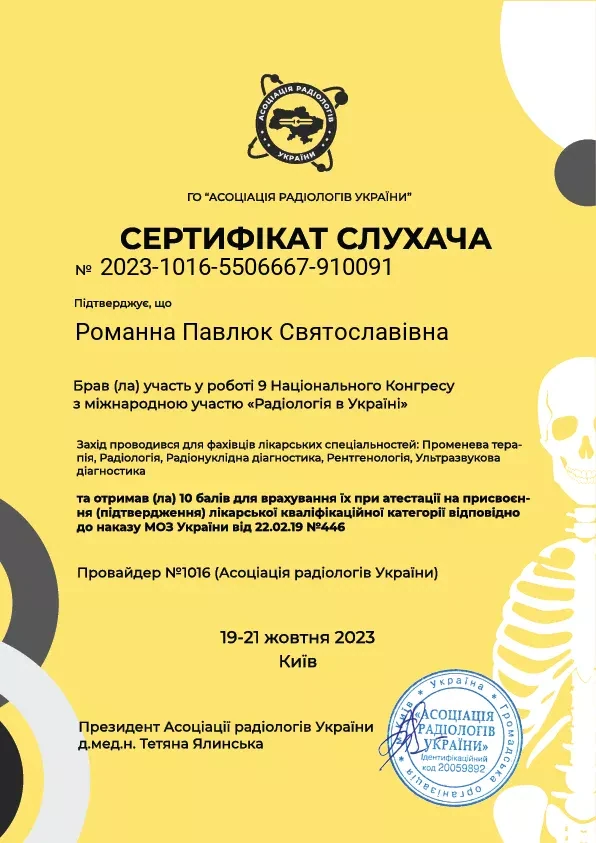 АСОЦІАЦІЯ РАДІОЛОГІВ
УКРАЇНИ
ГО “АСОЦІАЦІЯ РАДІОЛОГІВ УКРАЇНИ”
СЕРТИФІКАТ СЛУХАЧА
№ 2023-1016-5506667-910091
Підтверджує, що
Романна Павлюк Святославівна
Брав (ла) участь у роботі 9 Національного Конгресу
з міжнародною участю «Радіологія в Україні»
Захід проводився для фахівців лікарських спеціальностей: Променева тера-
пія, Радіологія, Радіонуклідна діагностика, Рентгенологія, Ультразвукова
діагностика
та отримав (ла) 10 балів для врахування їх при атестації на присвоєн-
ня (підтвердження) лікарської кваліфікаційної категорії відповідно
до наказу МОЗ України від 22.02.19 №446
Провайдер №1016 (Асоціація радіологів України)
19-21 жовтня 2023
Київ
Президент Асоціації радіологів України
д.мед.н. Тетяна Ялинська
* м. Київ * Україна * Громадська організація
«АСОЦІАЦІЯ
РАДІОЛОГІВ
УКРАЇНИ»
Ідентифікаційний
код 20059892